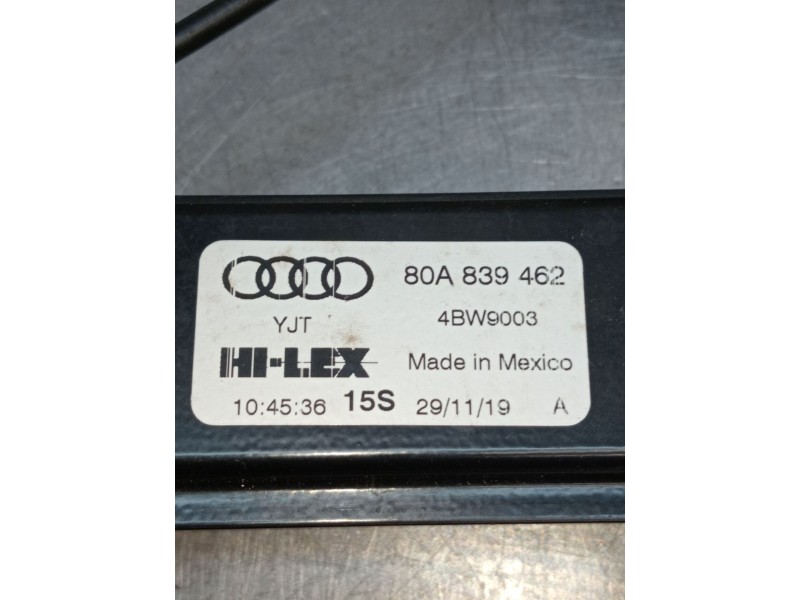 80A 839 462
YJT 4BW9003
HI-LEX Made in Mexico
10:45:36 15S 29/11/19 A